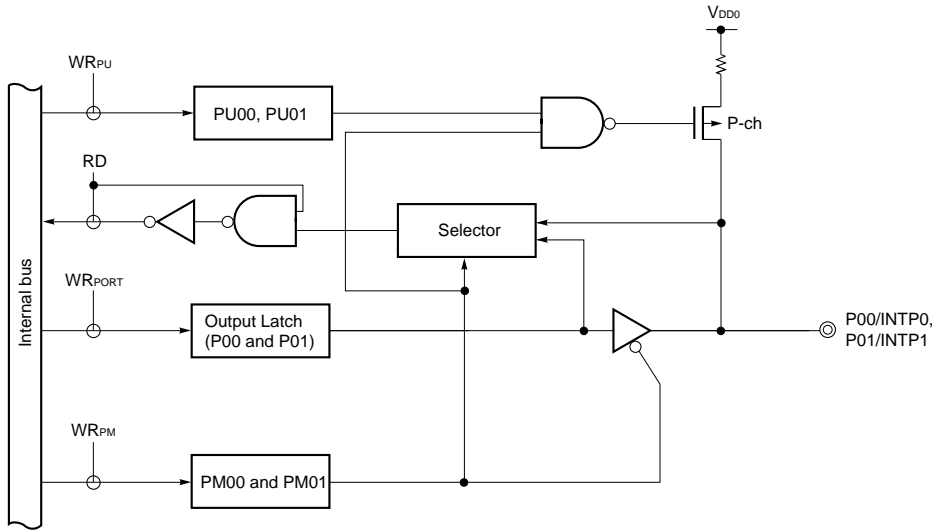 VDD0
WRPU
PU00, PU01
P-ch
RD
Selector
Internal bus
WRPORT
Output Latch
(P00 and P01)
P00/INTP0,
P01/INTP1
WRPM
PM00 and PM01